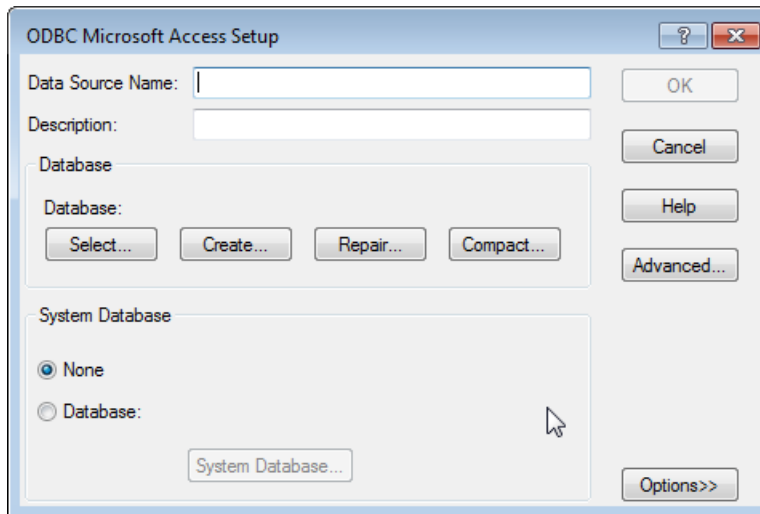 ODBC Microsoft Access Setup
Data Source Name:
OK
Description:
Cancel
Database
Database:
Help
Select...
Create...
Repair...
Compact...
Advanced...
System Database
None
Database:
System Database...
Options>>